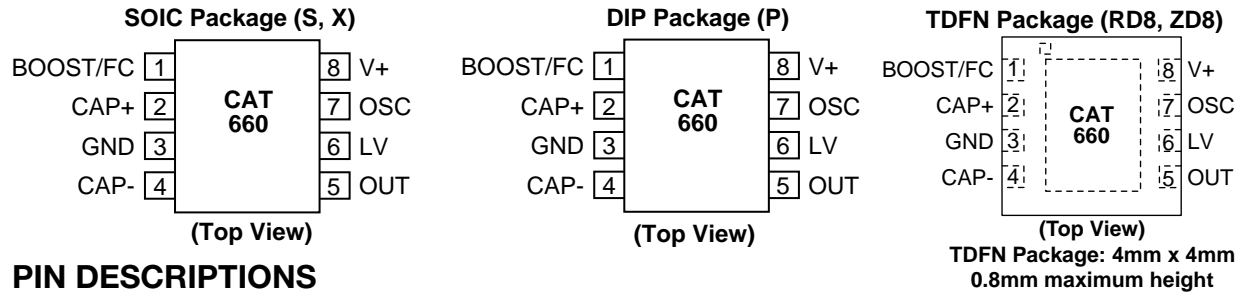 SOIC Package (S, X)
BOOST/FC 1
CAP+ 2
GND 3
CAP- 4
CAT
660
8 V+
7 OSC
6 LV
5 OUT
(Top View)
DIP Package (P)
BOOST/FC 1
CAP+ 2
GND 3
CAP- 4
CAT
660
8 V+
7 OSC
6 LV
5 OUT
(Top View)
TDFN Package (RD8, ZD8)
BOOST/FC 1
CAP+ 2
GND 3
CAP- 4
CAT
660
8 V+
7 OSC
6 LV
5 OUT
(Top View)
TDFN Package: 4mm x 4mm
0.8mm maximum height
PIN DESCRIPTIONS